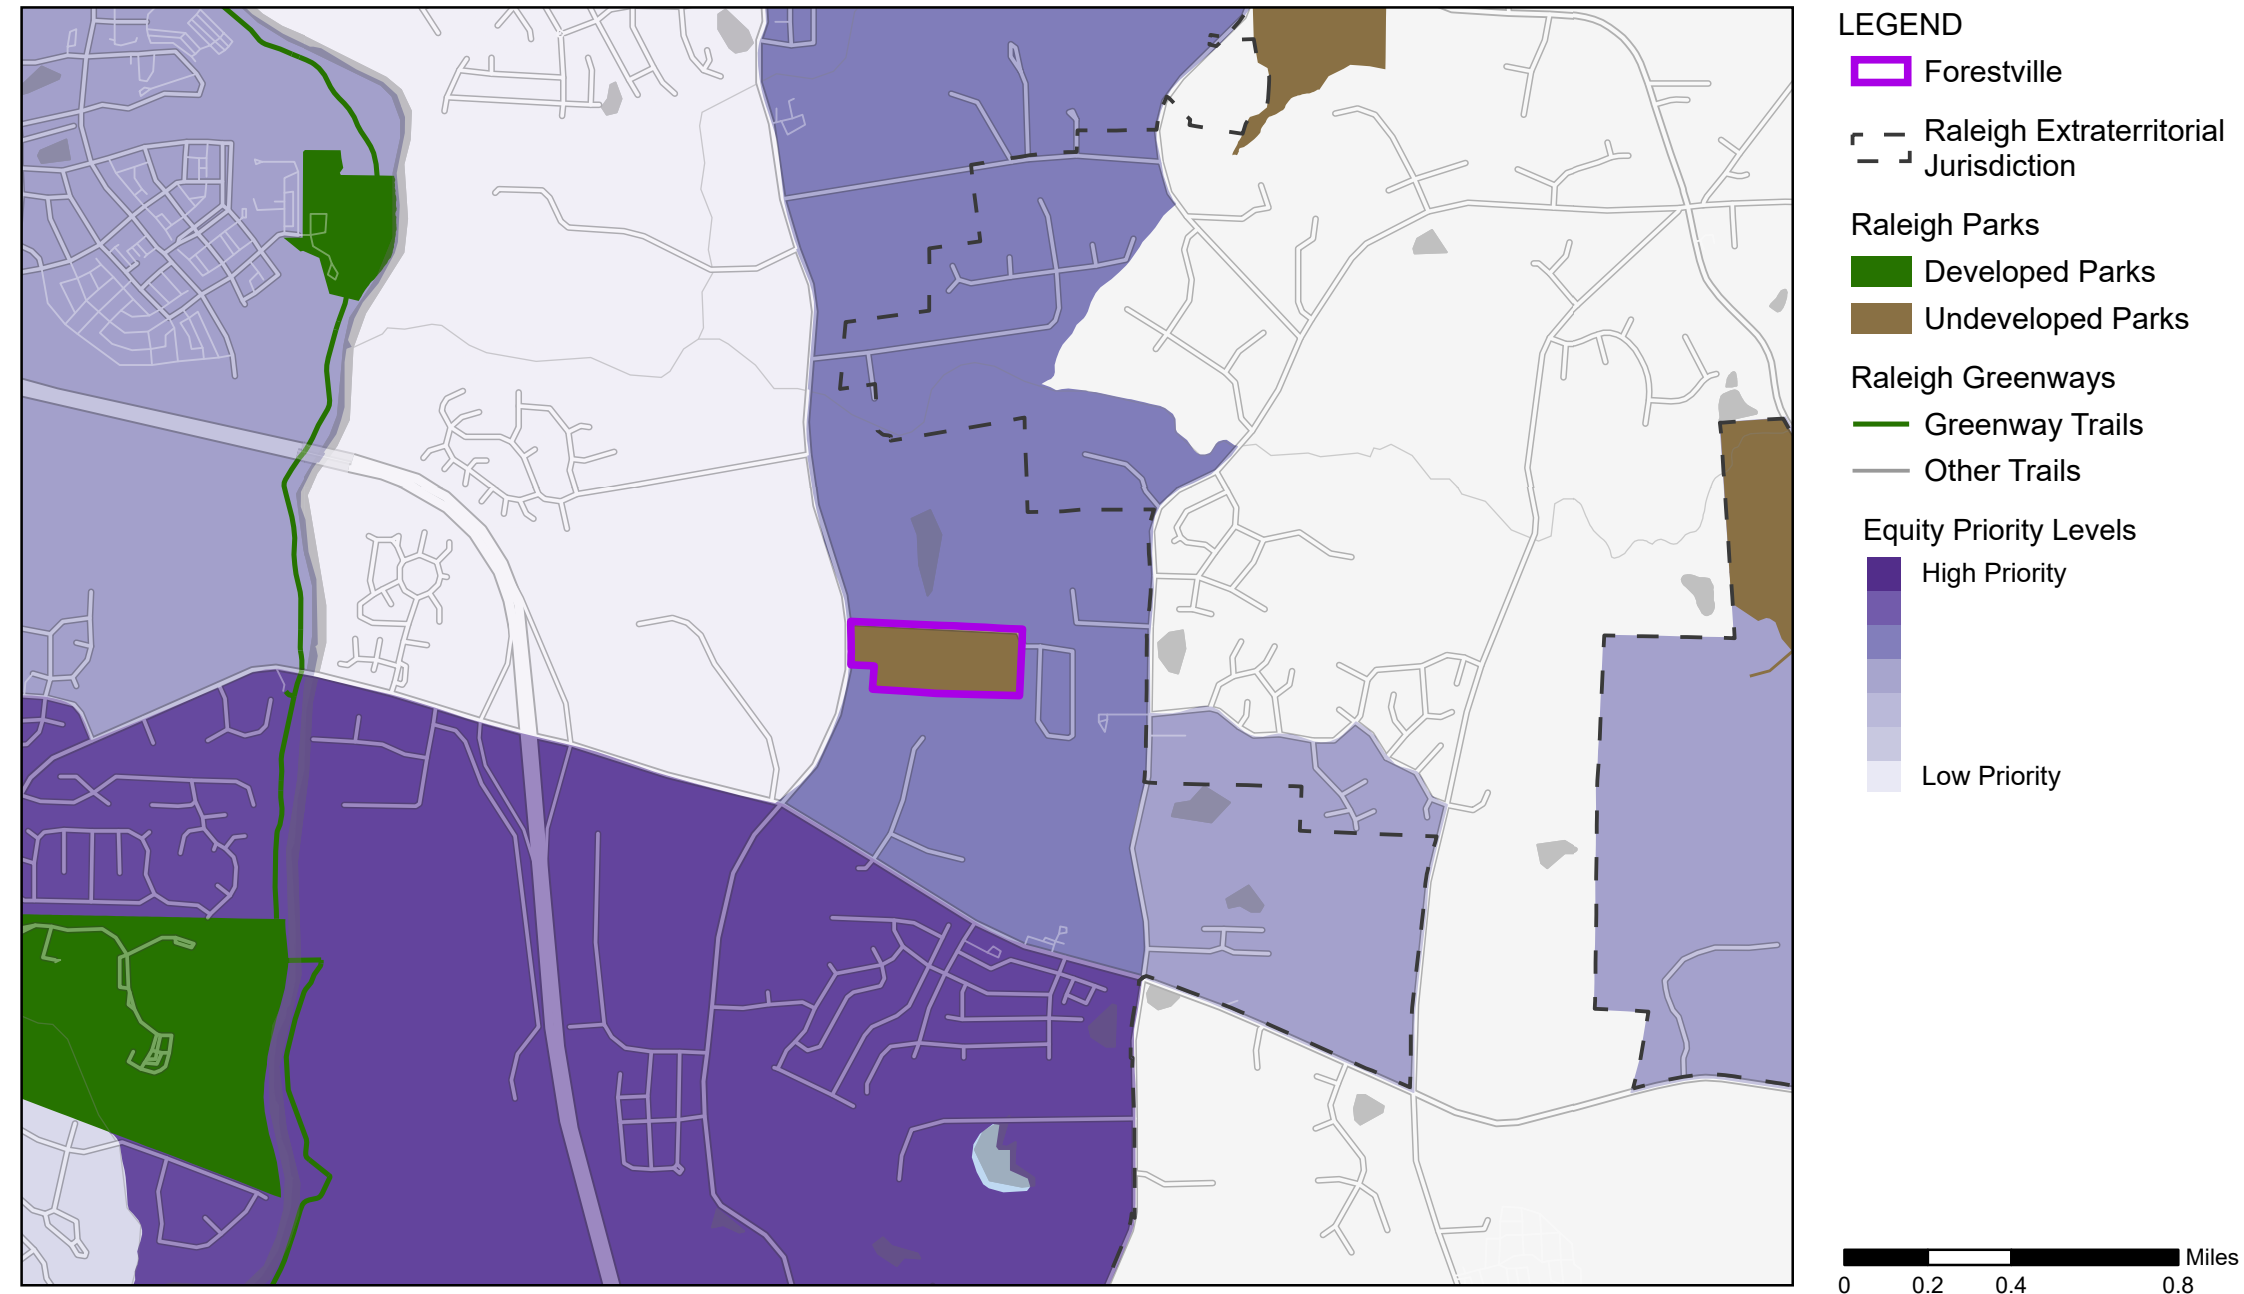 LEGEND
Forestville
Raleigh Extraterritorial
Jurisdiction
Raleigh Parks
Developed Parks
Undeveloped Parks
Raleigh Greenways
Greenway Trails
Other Trails
Equity Priority Levels
High Priority
Low Priority
Miles
0 0.2 0.4 0.8